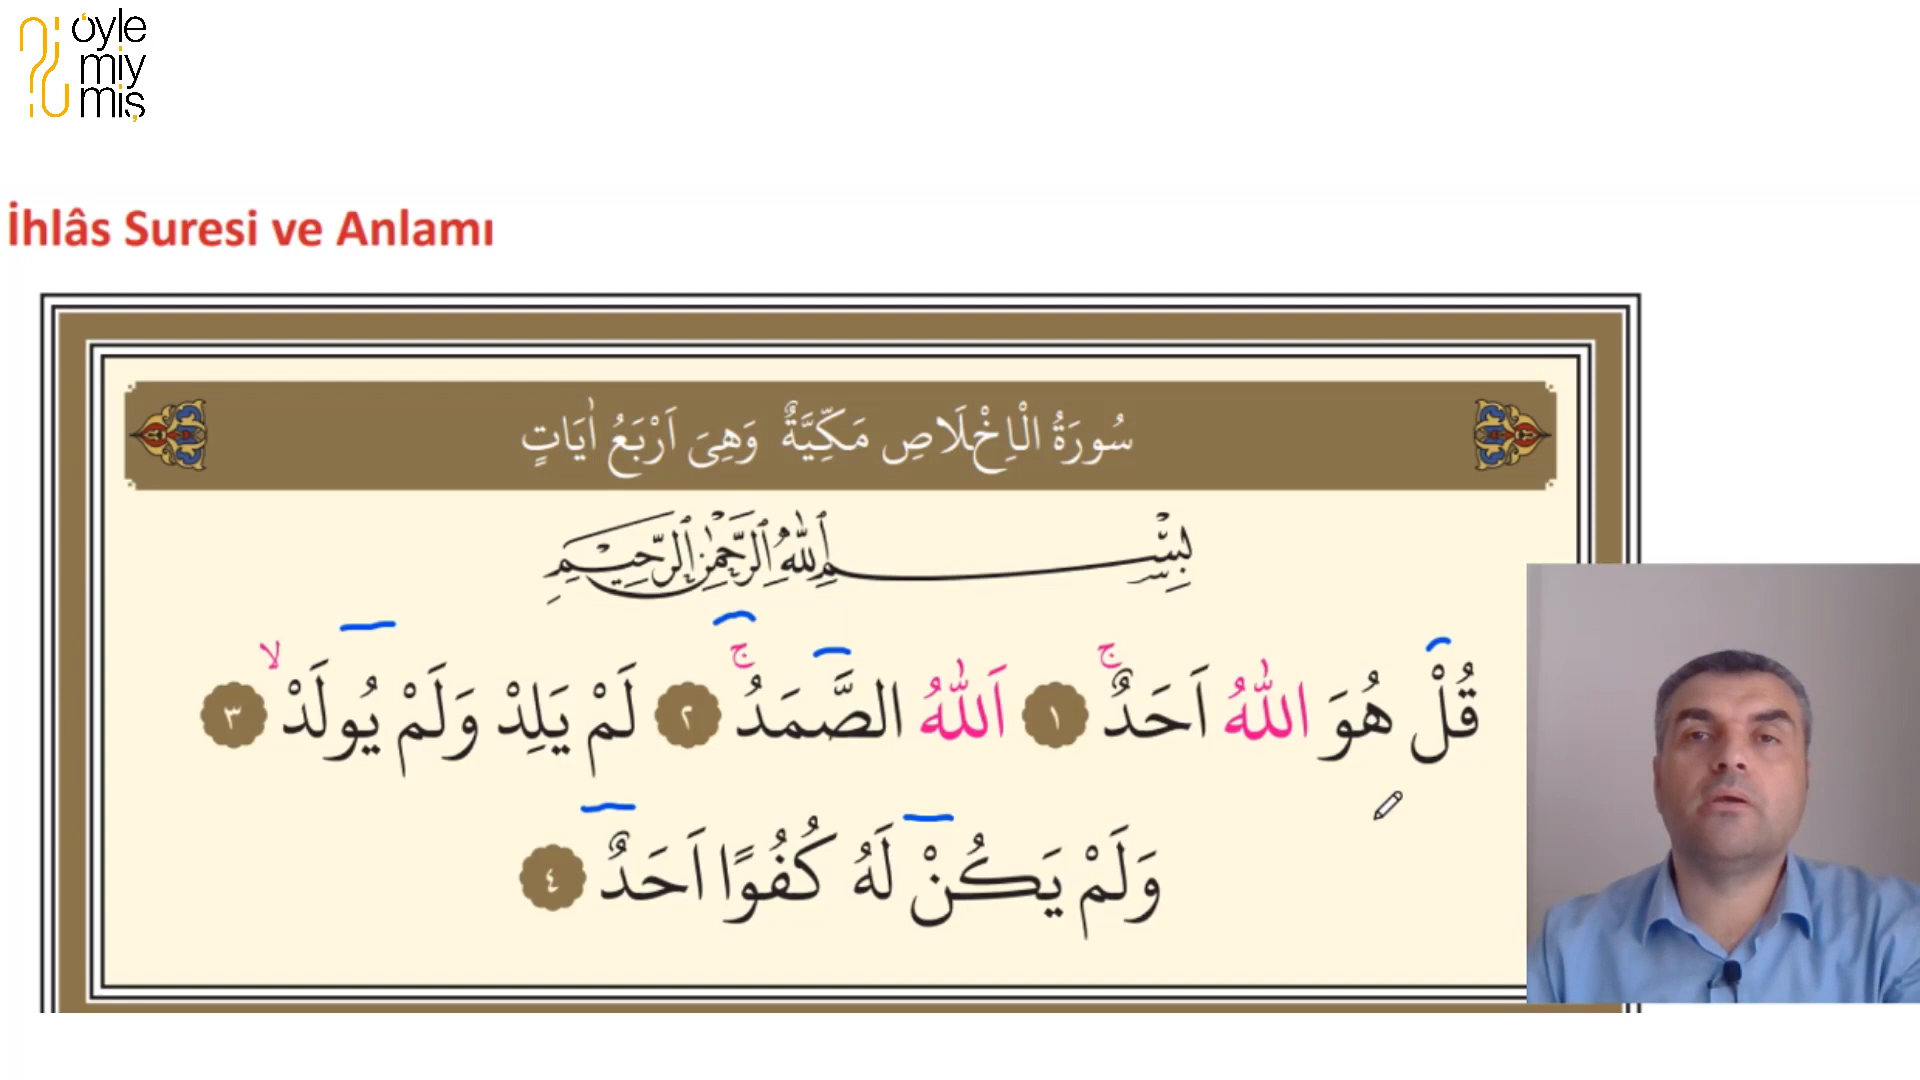 öyle
miy
miş
İhlâs Suresi ve Anlamı
سُورَةُ الْاِخْلَاصِ مَكِّيَّةٌ وَهِىَ اَرْبَعُ اٰيَاتٍ
بِسْمِ اللّٰهِ الرَّحْمٰنِ الرَّحِيمِ
قُلْ هُوَ اللّٰهُ اَحَدٌۚ ﴿١﴾ اَللّٰهُ الصَّمَدُۚ ﴿٢﴾ لَمْ يَلِدْ وَلَمْ يُولَدْۙ ﴿٣﴾
وَلَمْ يَكُنْ لَهُ كُفُوًا اَحَدٌ ﴿٤﴾